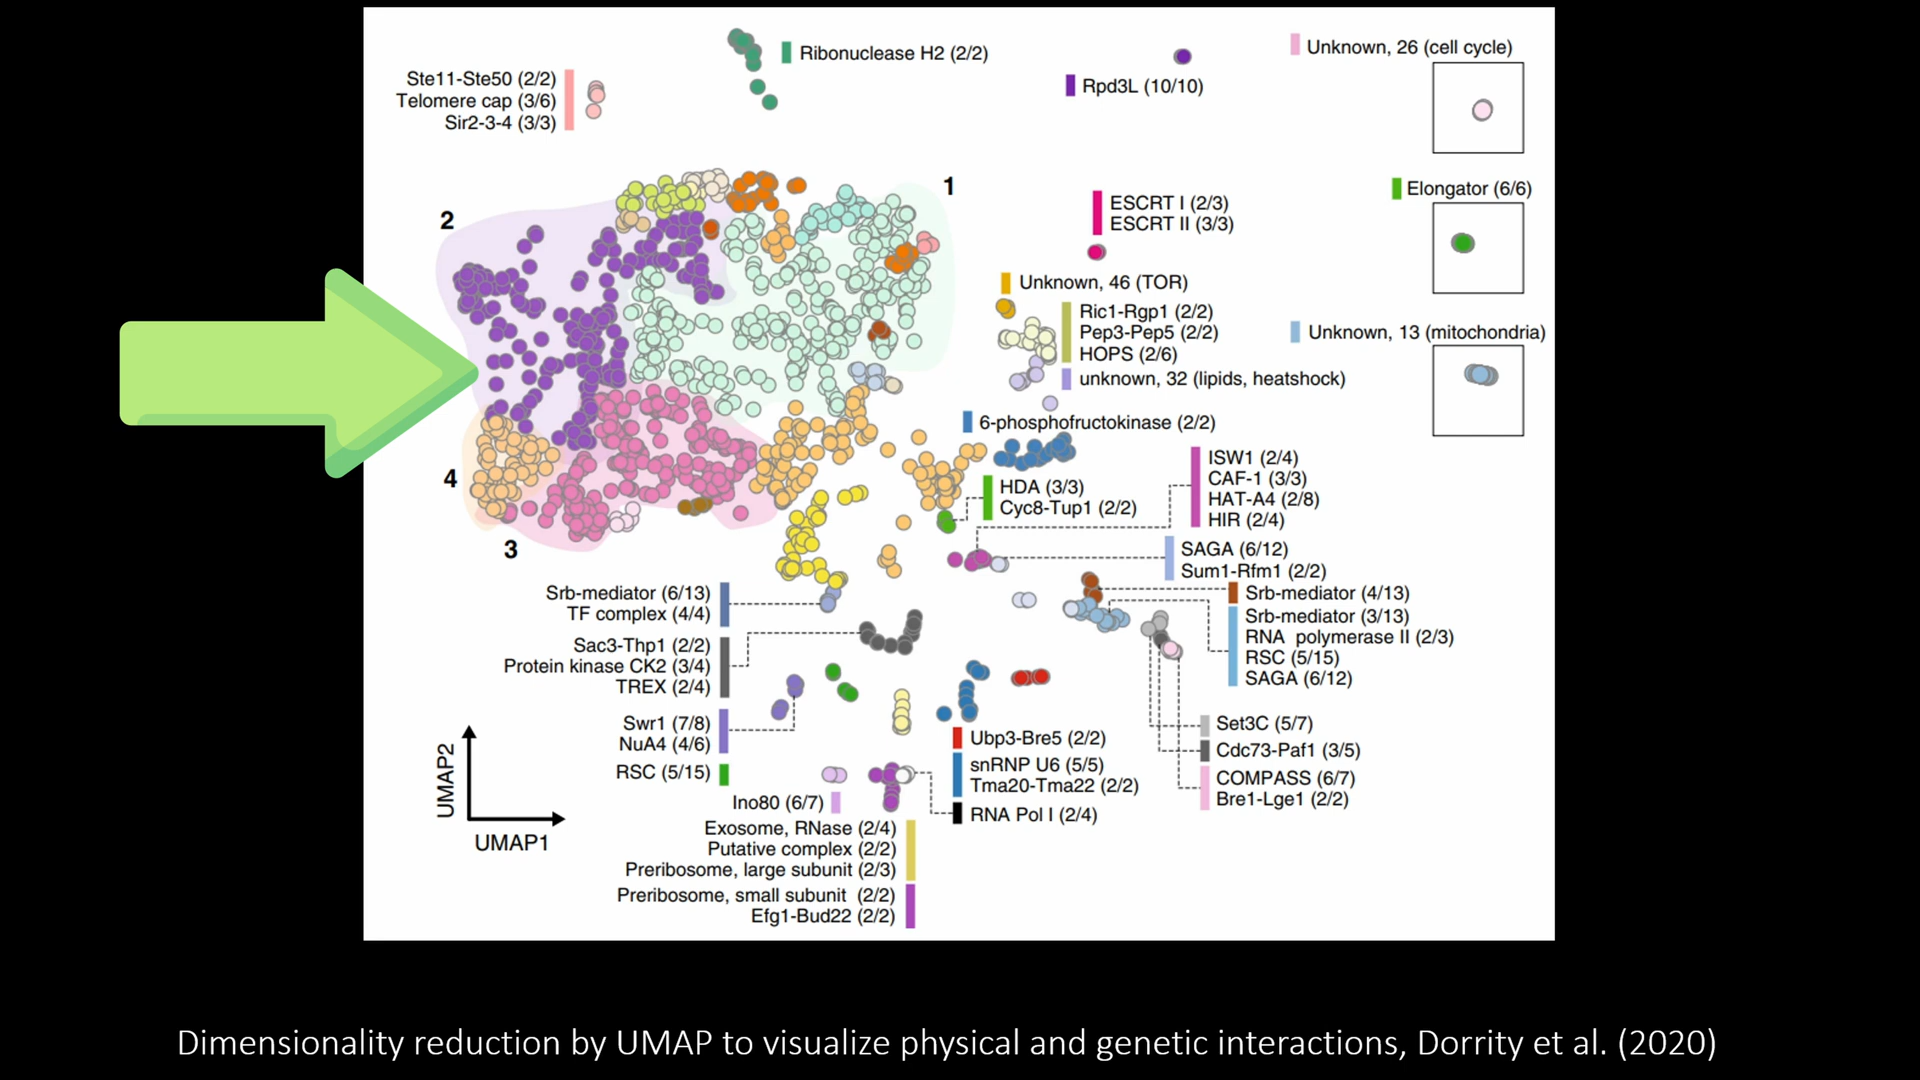 Ribonuclease H2 (2/2)
Ste11-Ste50 (2/2)
Telomere cap (3/6)
Sir2-3-4 (3/3)
Rpd3L (10/10)
Unknown, 26 (cell cycle)
1
2
3
4
ESCRT I (2/3)
ESCRT II (3/3)
Elongator (6/6)
Unknown, 46 (TOR)
Ric1-Rgp1 (2/2)
Pep3-Pep5 (2/2)
HOPS (2/6)
unknown, 32 (lipids, heatshock)
Unknown, 13 (mitochondria)
6-phosphofructokinase (2/2)
HDA (3/3)
Cyc8-Tup1 (2/2)
ISW1 (2/4)
CAF-1 (3/3)
HAT-A4 (2/8)
HIR (2/4)
SAGA (6/12)
Sum1-Rfm1 (2/2)
Srb-mediator (4/13)
Srb-mediator (3/13)
RNA polymerase II (2/3)
RSC (5/15)
SAGA (6/12)
Srb-mediator (6/13)
TF complex (4/4)
Sac3-Thp1 (2/2)
Protein kinase CK2 (3/4)
TREX (2/4)
Swr1 (7/8)
NuA4 (4/6)
RSC (5/15)
Ino80 (6/7)
Ubp3-Bre5 (2/2)
snRNP U6 (5/5)
Tma20-Tma22 (2/2)
RNA Pol I (2/4)
Set3C (5/7)
Cdc73-Paf1 (3/5)
COMPASS (6/7)
Bre1-Lge1 (2/2)
Exosome, RNase (2/4)
Putative complex (2/2)
Preribosome, large subunit (2/3)
Preribosome, small subunit (2/2)
Efg1-Bud22 (2/2)
UMAP2
UMAP1
Dimensionality reduction by UMAP to visualize physical and genetic interactions, Dorrity et al. (2020)